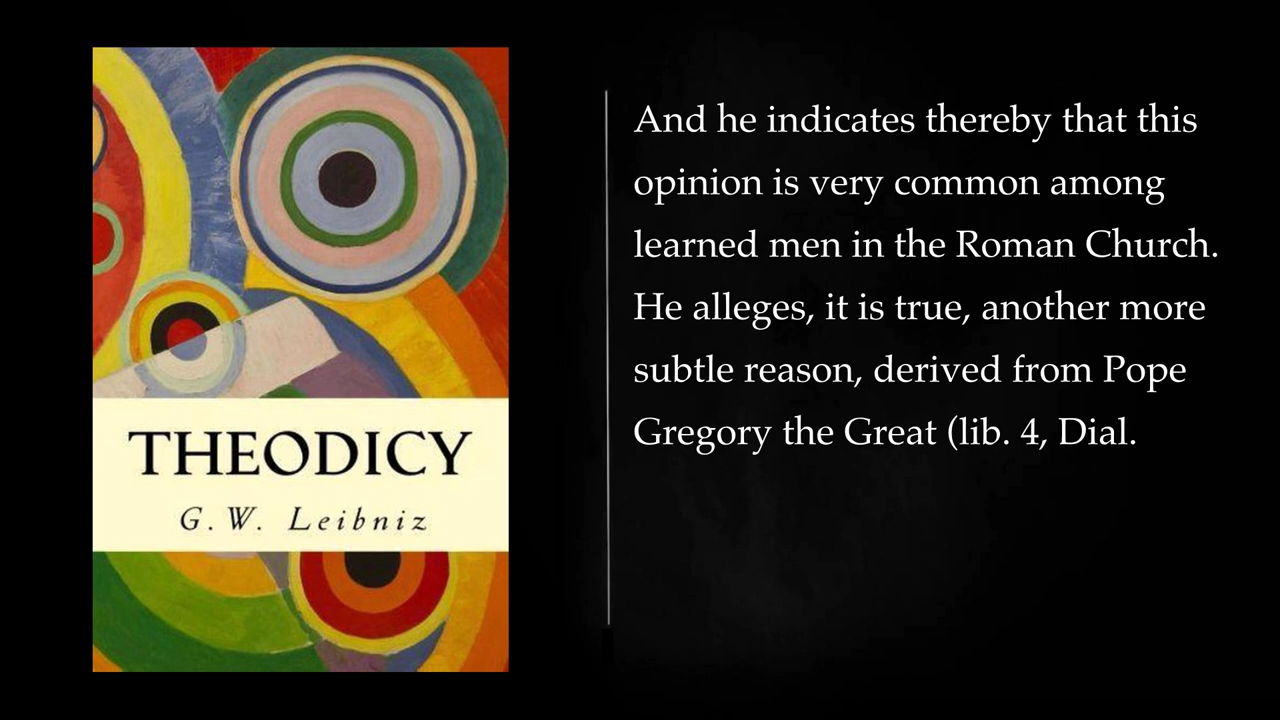 THEODICY
G. W. Leibniz
And he indicates thereby that this
opinion is very common among
learned men in the Roman Church.
He alleges, it is true, another more
subtle reason, derived from Pope
Gregory the Great (lib. 4, Dial.